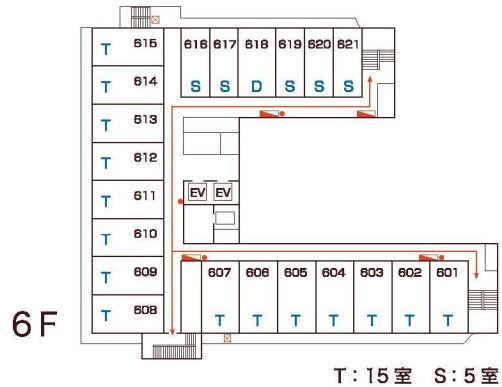 615 616 617 618 619 620 621
T S S D S S S
614
T
613
T
612
T
611
T
EV EV
610
T
609
T
607 606 605 604 603 602 601
T T T T T T T
608
T
6F
T:15室 S:5室